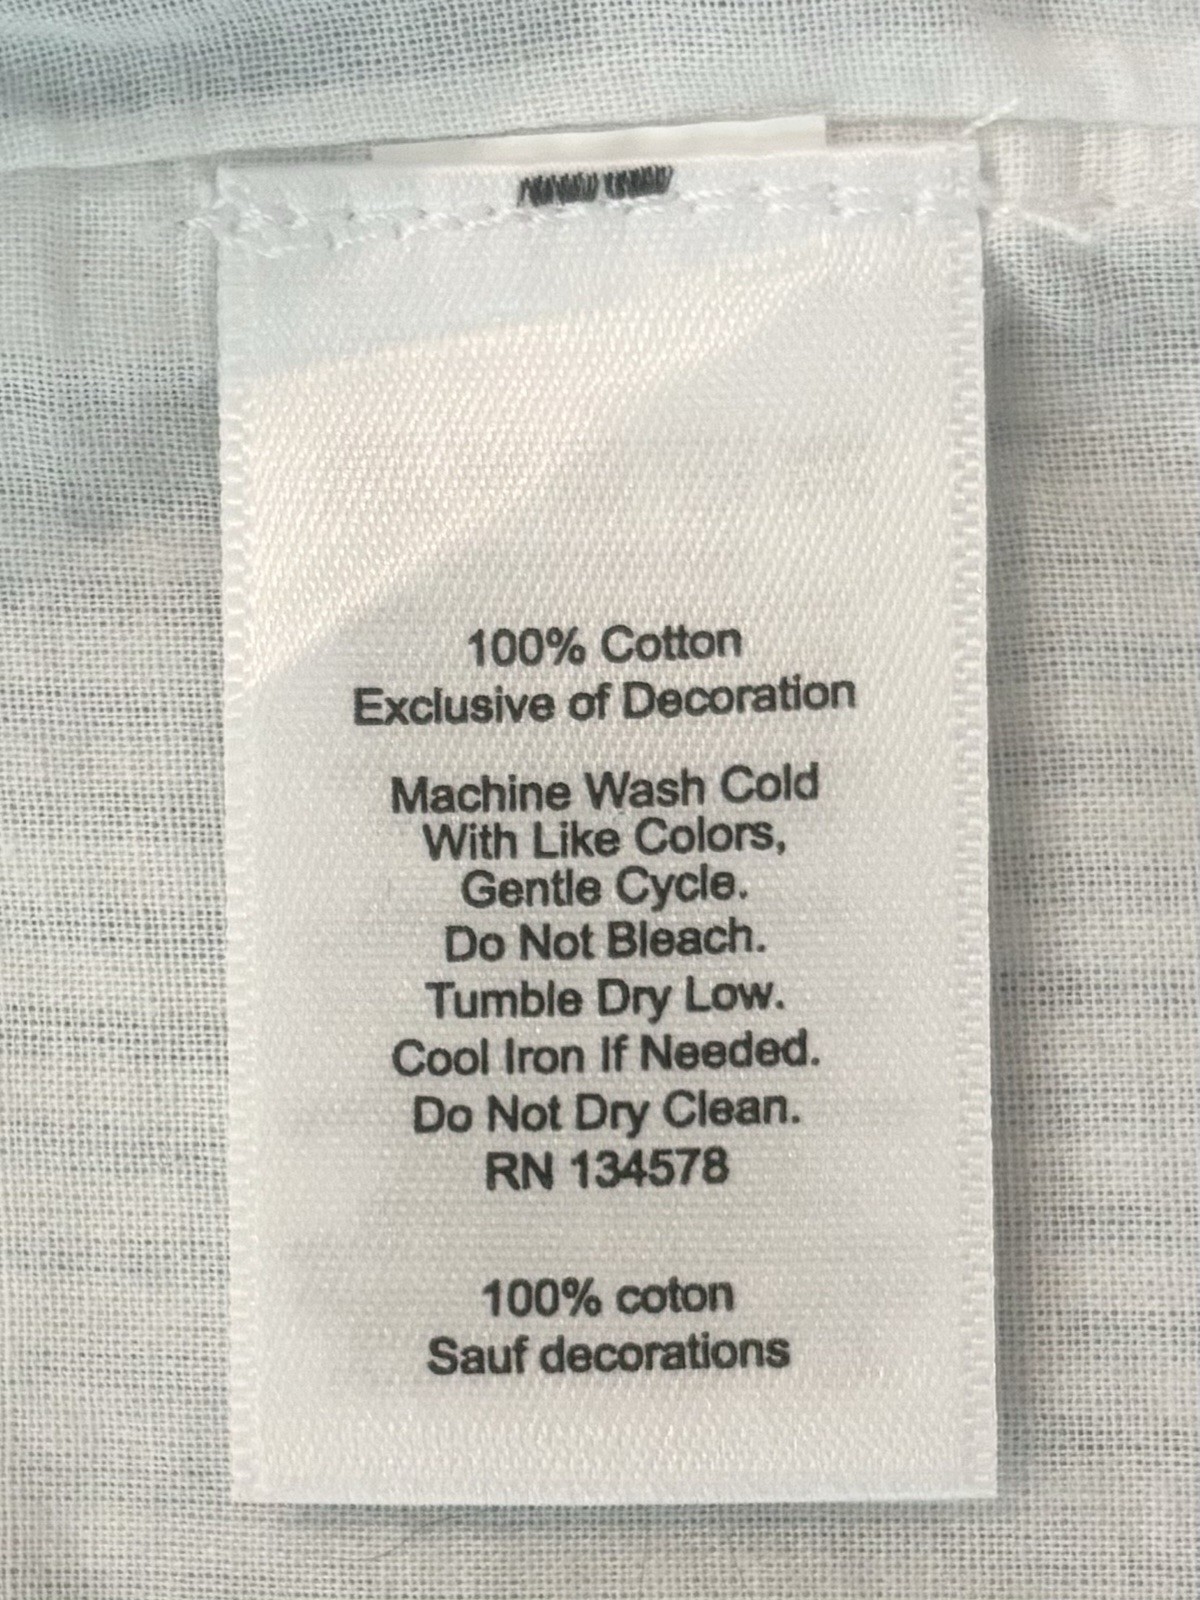 100% Cotton
Exclusive of Decoration
Machine Wash Cold
With Like Colors,
Gentle Cycle.
Do Not Bleach.
Tumble Dry Low.
Cool Iron If Needed.
Do Not Dry Clean.
RN 134578
100% coton
Sauf decorations